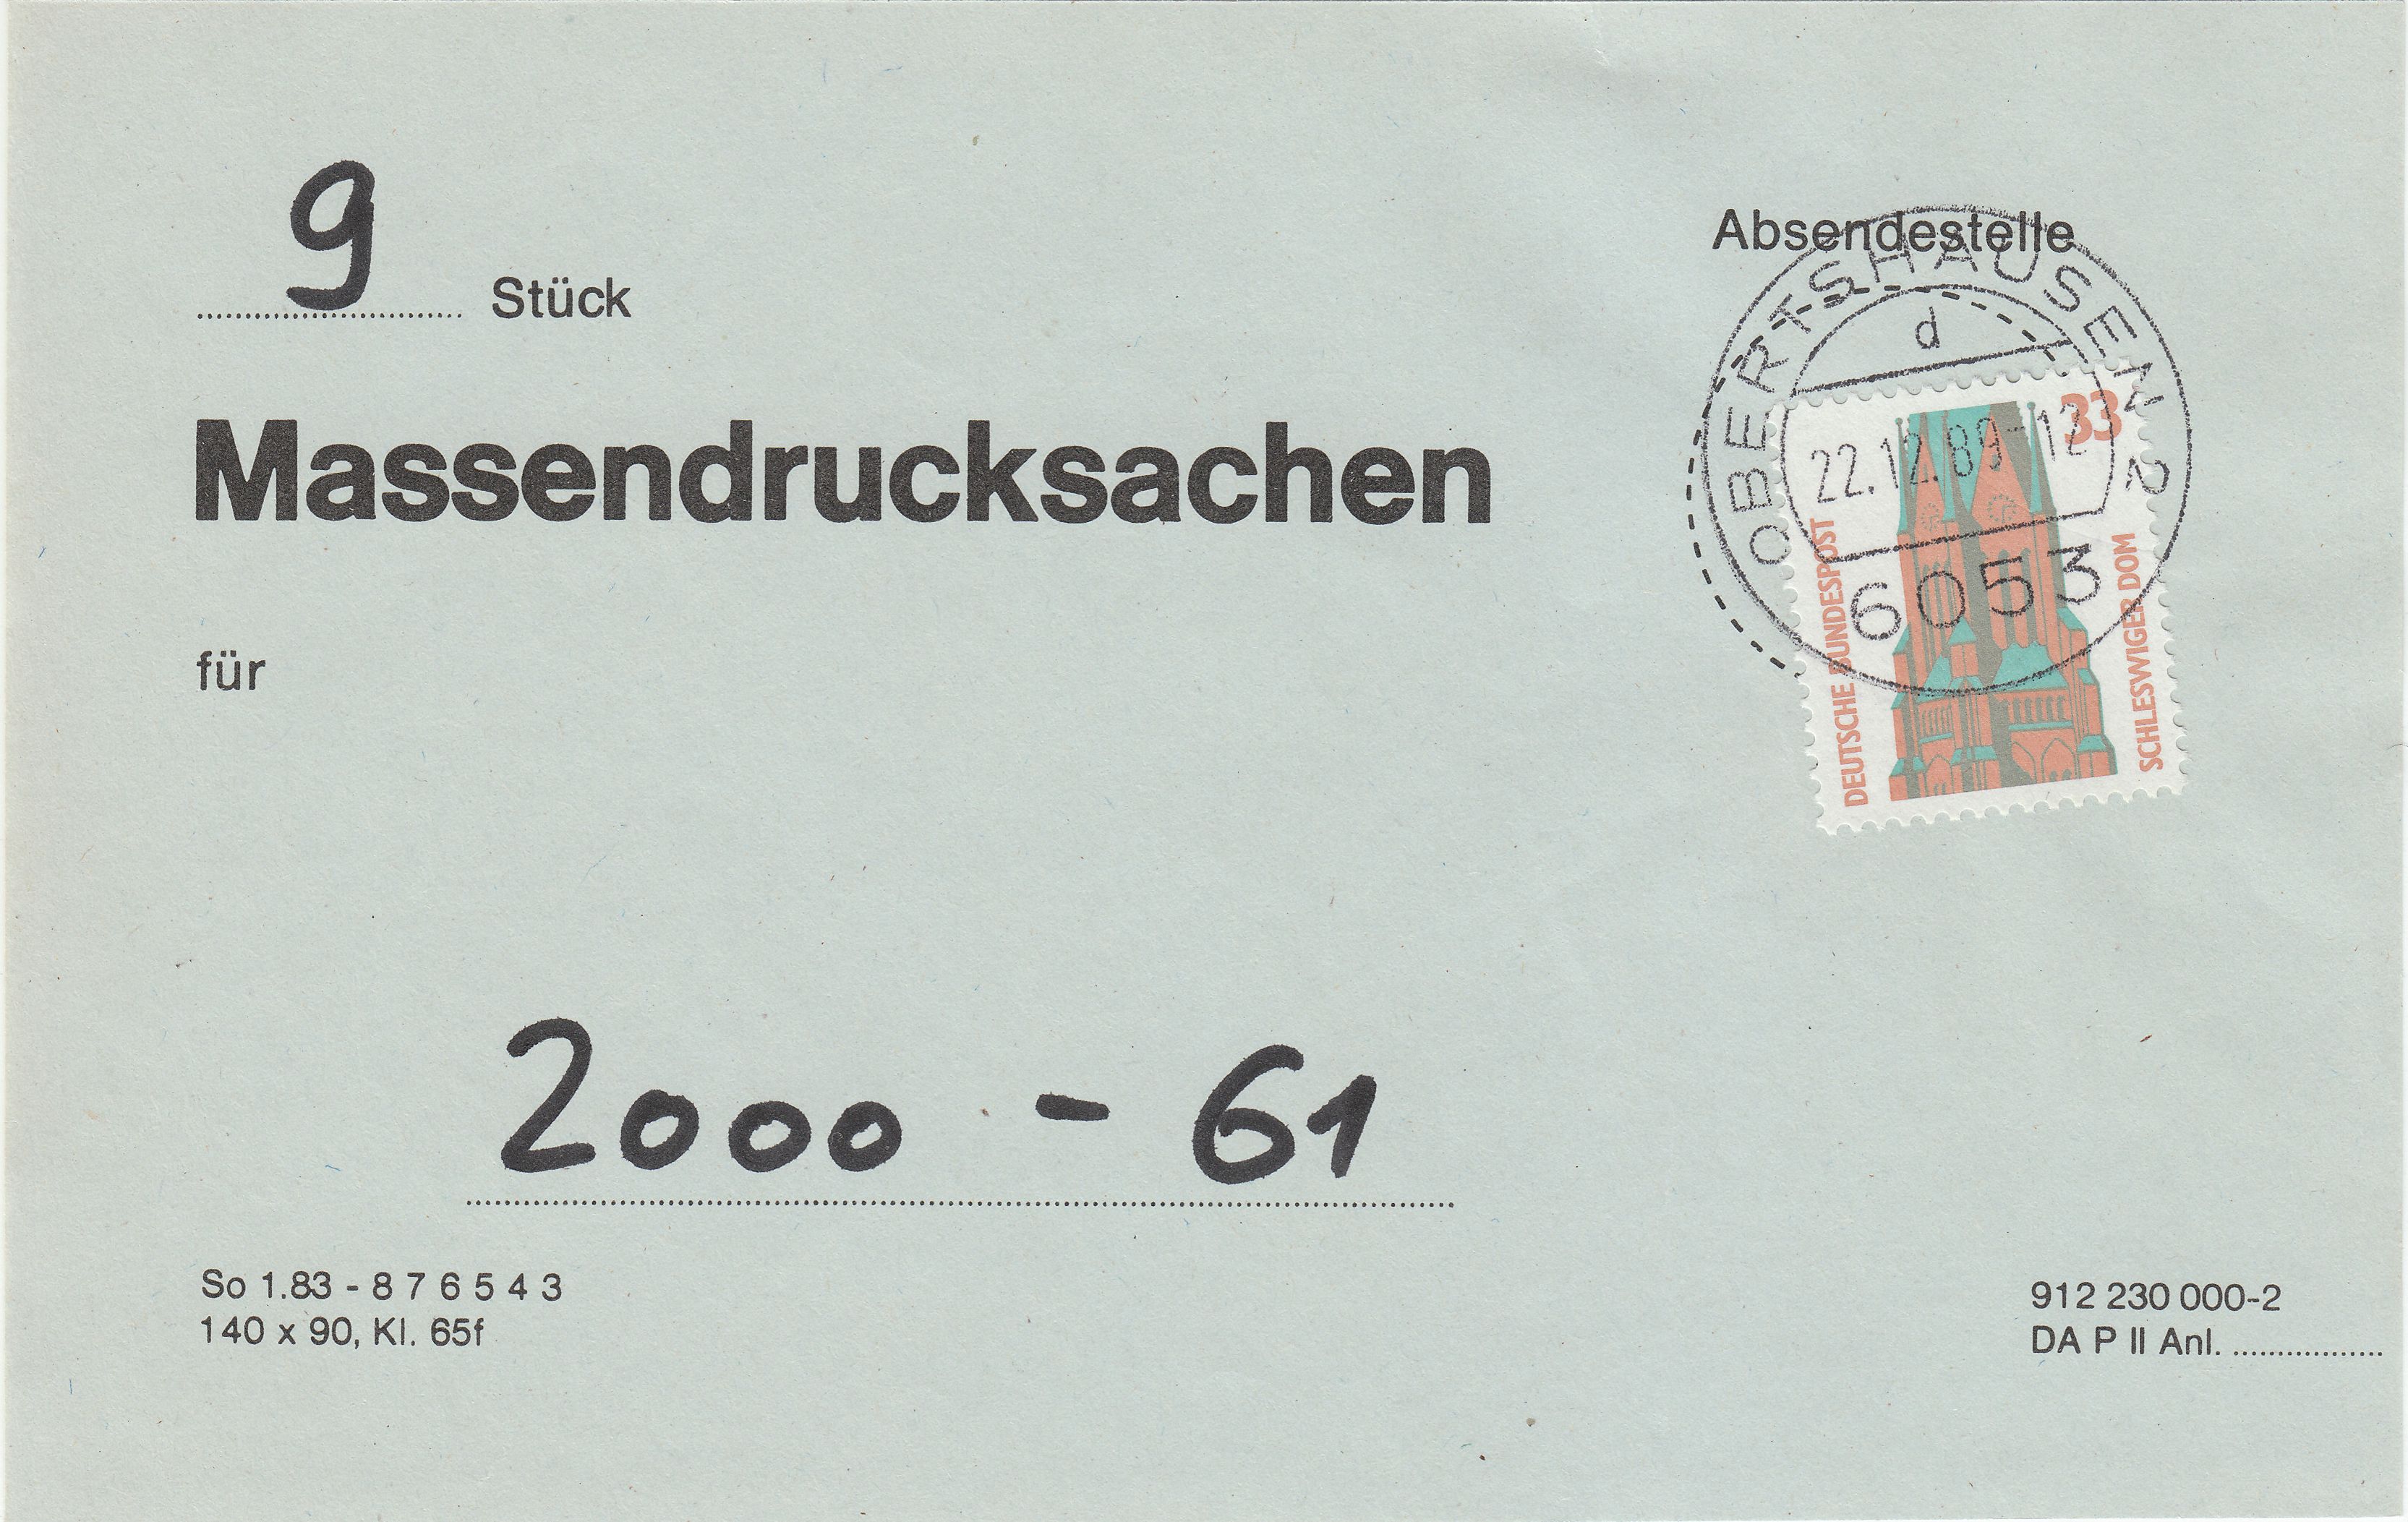 9 Stück
Absendestelle
OBERTSHAUSEN 2
d
22.12.89-12
6053
33
DEUTSCHE BUNDESPOST
SCHLESWIGER DOM
Massendrucksachen
für
2000 - 61
So 1.83 - 8 7 6 5 4 3
140 x 90, Kl. 65f
912 230 000-2
DA P II Anl. ..................